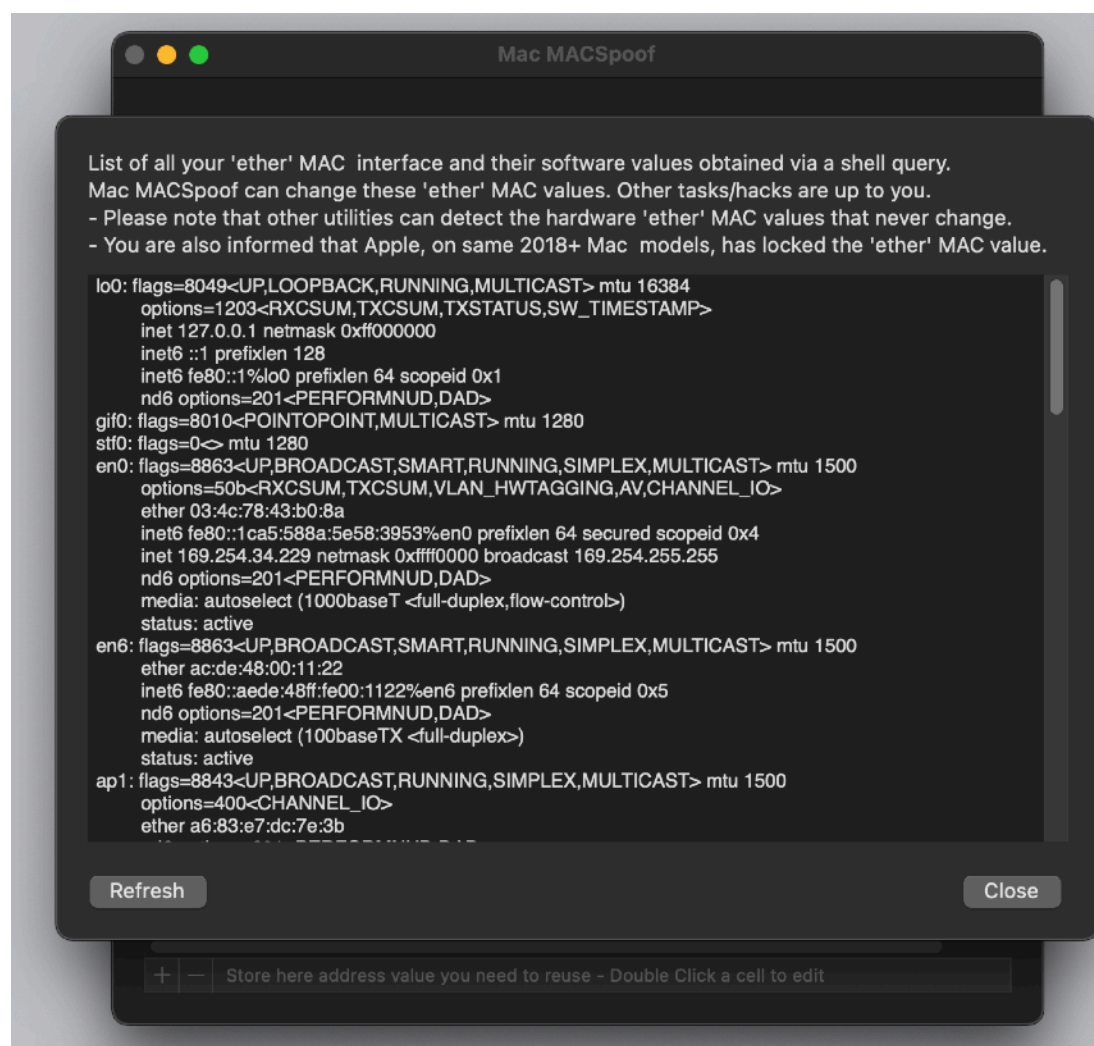 Mac MACSpoof
List of all your 'ether' MAC  interface and their software values obtained via a shell query.
Mac MACSpoof can change these 'ether' MAC values. Other tasks/hacks are up to you.
- Please note that other utilities can detect the hardware 'ether' MAC values that never change.
- You are also informed that Apple, on same 2018+ Mac  models, has locked the 'ether' MAC value.
lo0: flags=8049<UP,LOOPBACK,RUNNING,MULTICAST> mtu 16384
options=1203<RXCSUM,TXCSUM,TXSTATUS,SW_TIMESTAMP>
inet 127.0.0.1 netmask 0xff000000
inet6 ::1 prefixlen 128
inet6 fe80::1%lo0 prefixlen 64 scopeid 0x1
nd6 options=201<PERFORMNUD,DAD>
gif0: flags=8010<POINTOPOINT,MULTICAST> mtu 1280
stf0: flags=0<> mtu 1280
en0: flags=8863<UP,BROADCAST,SMART,RUNNING,SIMPLEX,MULTICAST> mtu 1500
options=50b<RXCSUM,TXCSUM,VLAN_HWTAGGING,AV,CHANNEL_IO>
ether 03:4c:78:43:b0:8a
inet6 fe80::1ca5:588a:5e58:3953%en0 prefixlen 64 secured scopeid 0x4
inet 169.254.34.229 netmask 0xffff0000 broadcast 169.254.255.255
nd6 options=201<PERFORMNUD,DAD>
media: autoselect (1000baseT <full-duplex,flow-control>)
status: active
en6: flags=8863<UP,BROADCAST,SMART,RUNNING,SIMPLEX,MULTICAST> mtu 1500
ether ac:de:48:00:11:22
inet6 fe80::aede:48ff:fe00:1122%en6 prefixlen 64 scopeid 0x5
nd6 options=201<PERFORMNUD,DAD>
media: autoselect (100baseTX <full-duplex>)
status: active
ap1: flags=8843<UP,BROADCAST,RUNNING,SIMPLEX,MULTICAST> mtu 1500
options=400<CHANNEL_IO>
ether a6:83:e7:dc:7e:3b
Refresh
Close
Store here address value you need to reuse - Double Click a cell to edit